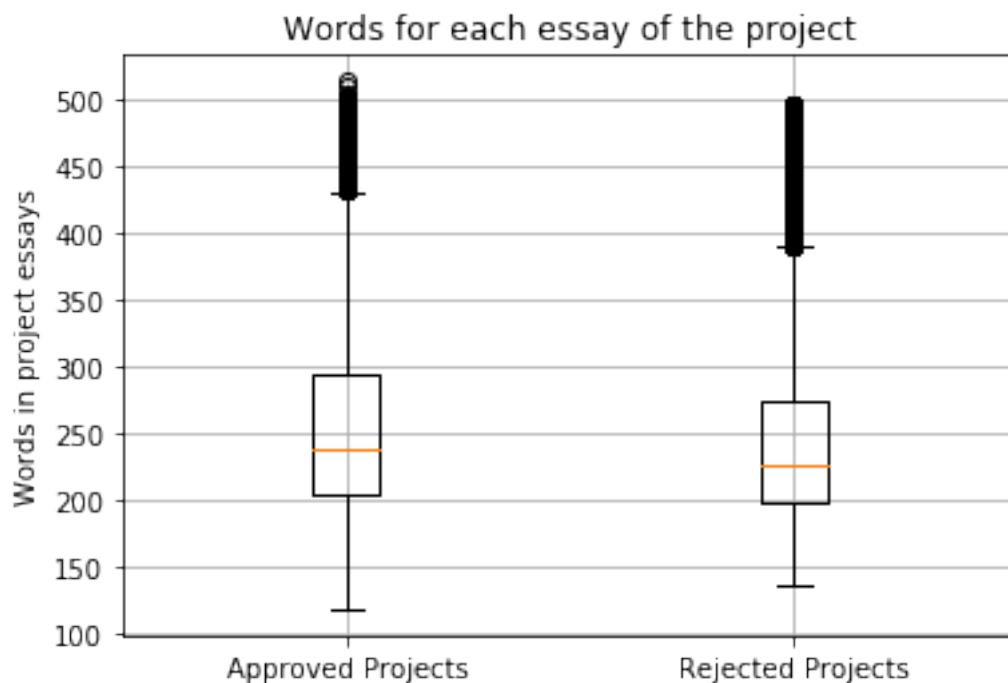 Words for each essay of the project
Words in project essays
500
450
400
350
300
250
200
150
100
Approved Projects
Rejected Projects